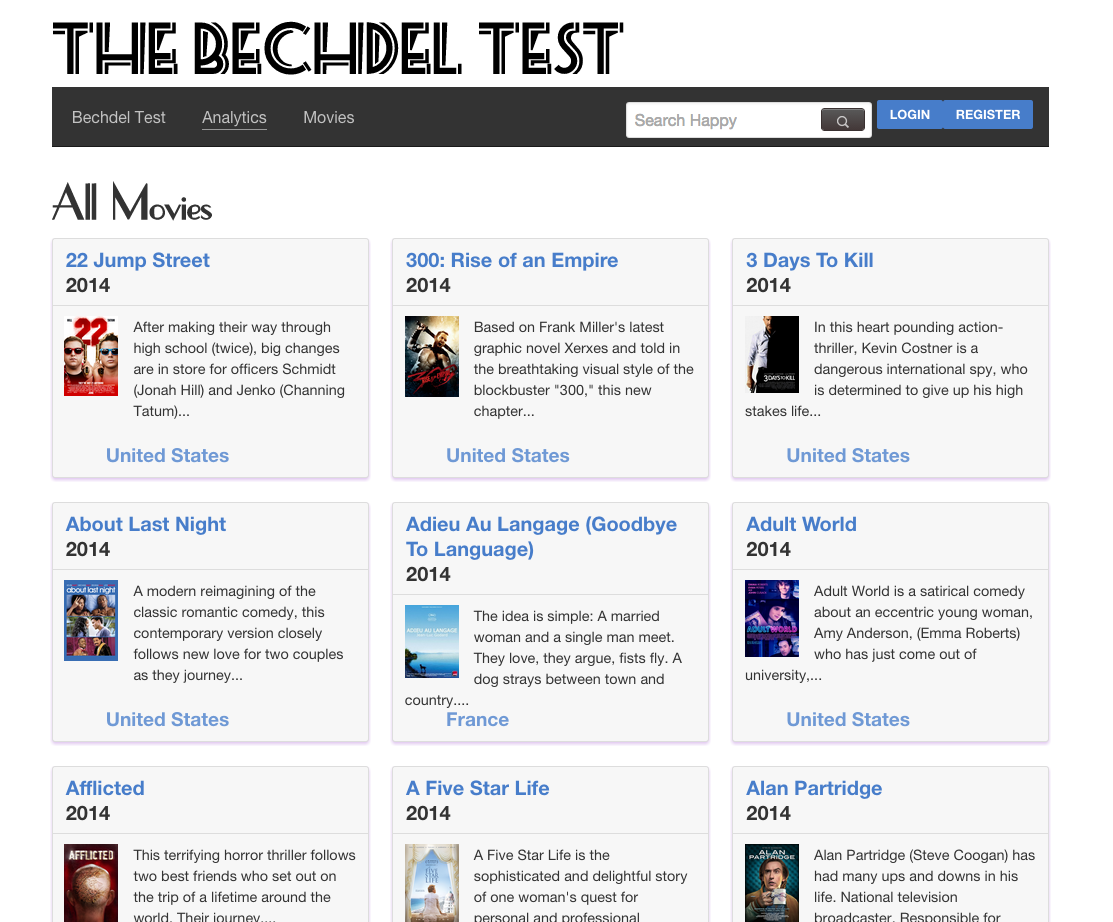 THE BECHDEL TEST
Bechdel Test Analytics Movies Search Happy LOGIN REGISTER
All Movies
22 Jump Street
2014
22
After making their way through
high school (twice), big changes
are in store for officers Schmidt
(Jonah Hill) and Jenko (Channing
Tatum)...
United States
300: Rise of an Empire
2014
Based on Frank Miller's latest
graphic novel Xerxes and told in
the breathtaking visual style of the
blockbuster "300," this new
chapter...
United States
3 Days To Kill
2014
3DAYSTOKILL
In this heart pounding action-
thriller, Kevin Costner is a
dangerous international spy, who
is determined to give up his high
stakes life...
United States
About Last Night
2014
about last night
A modern reimagining of the
classic romantic comedy, this
contemporary version closely
follows new love for two couples
as they journey...
United States
Adieu Au Langage (Goodbye
To Language)
2014
ADIEU AU LANGAGE
The idea is simple: A married
woman and a single man meet.
They love, they argue, fists fly. A
dog strays between town and
country....
France
Adult World
2014
ADULTWORLD
Adult World is a satirical comedy
about an eccentric young woman,
Amy Anderson, (Emma Roberts)
who has just come out of
university,...
United States
Afflicted
2014
AFFLICTED
This terrifying horror thriller follows
two best friends who set out on
the trip of a lifetime around the
world. Their journey,...
A Five Star Life
2014
A Five Star Life is the
sophisticated and delightful story
of one woman's quest for
personal and professional
Alan Partridge
2014
ALAN
PARTRIDGE
Alan Partridge (Steve Coogan) has
had many ups and downs in his
life. National television
broadcaster. Responsible for